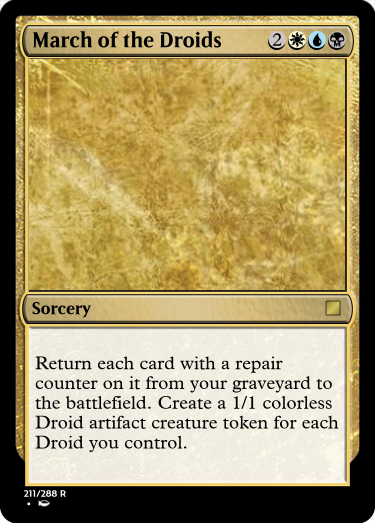 March of the Droids 2
Sorcery
Return each card with a repair
counter on it from your graveyard to
the battlefield. Create a 1/1 colorless
Droid artifact creature token for each
Droid you control.
211/288 R